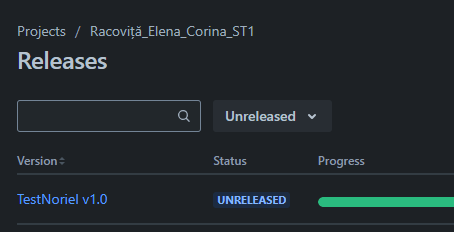 Projects / Racoviță_Elena_Corina_ST1
Releases
Unreleased
Version Status Progress
TestNoriel v1.0 UNRELEASED